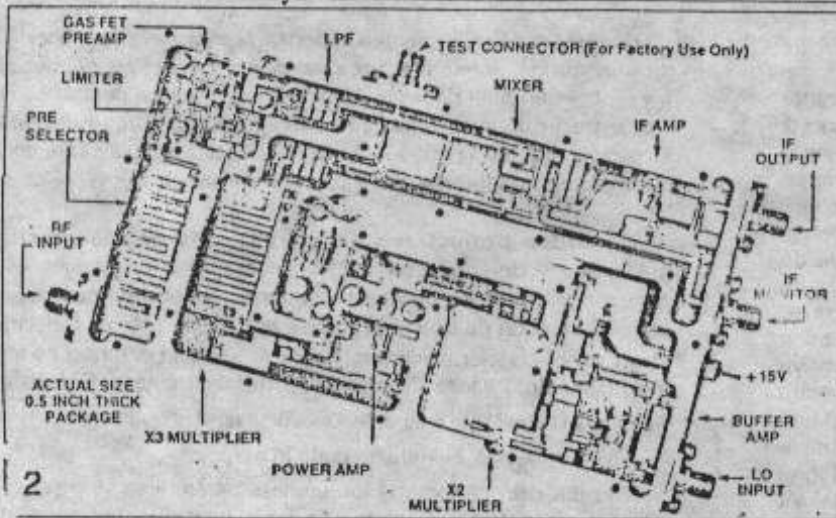 GAS FET
PREAMP
LPF
TEST CONNECTOR (For Factory Use Only)
LIMITER
MIXER
PRE
SELECTOR
IF AMP
IF
OUTPUT
RF
INPUT
IF
MONITOR
+15V
ACTUAL SIZE
0.5 INCH THICK
PACKAGE
BUFFER
AMP
X3 MULTIPLIER
POWER AMP
X2
MULTIPLIER
LO
INPUT
2